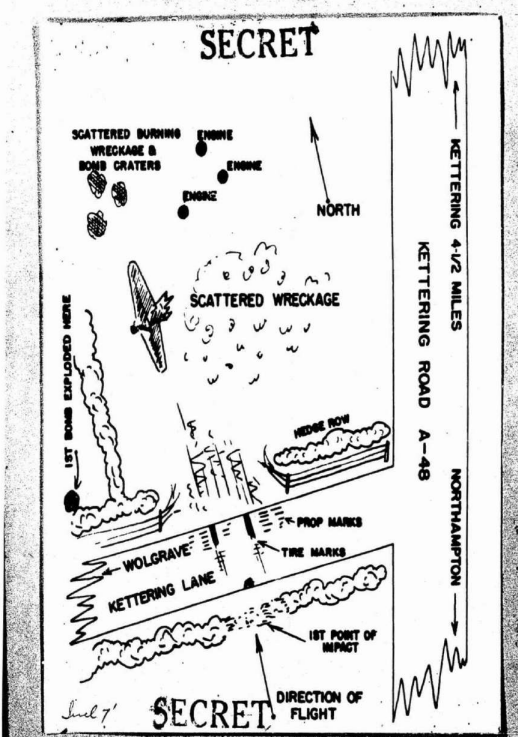 SECRET
SCATTERED BURNING
WRECKAGE &
BOMB CRATERS
ENGINE
ENGINE
ENGINE
NORTH
SCATTERED WRECKAGE
1ST BOMB EXPLODED HERE
HEDGE ROW
PROP MARKS
TIRE MARKS
WOLGRAVE
KETTERING LANE
1ST POINT OF
IMPACT
DIRECTION OF
FLIGHT
KETTERING 4-1/2 MILES
KETTERING ROAD A-48
NORTHAMPTON
SECRET